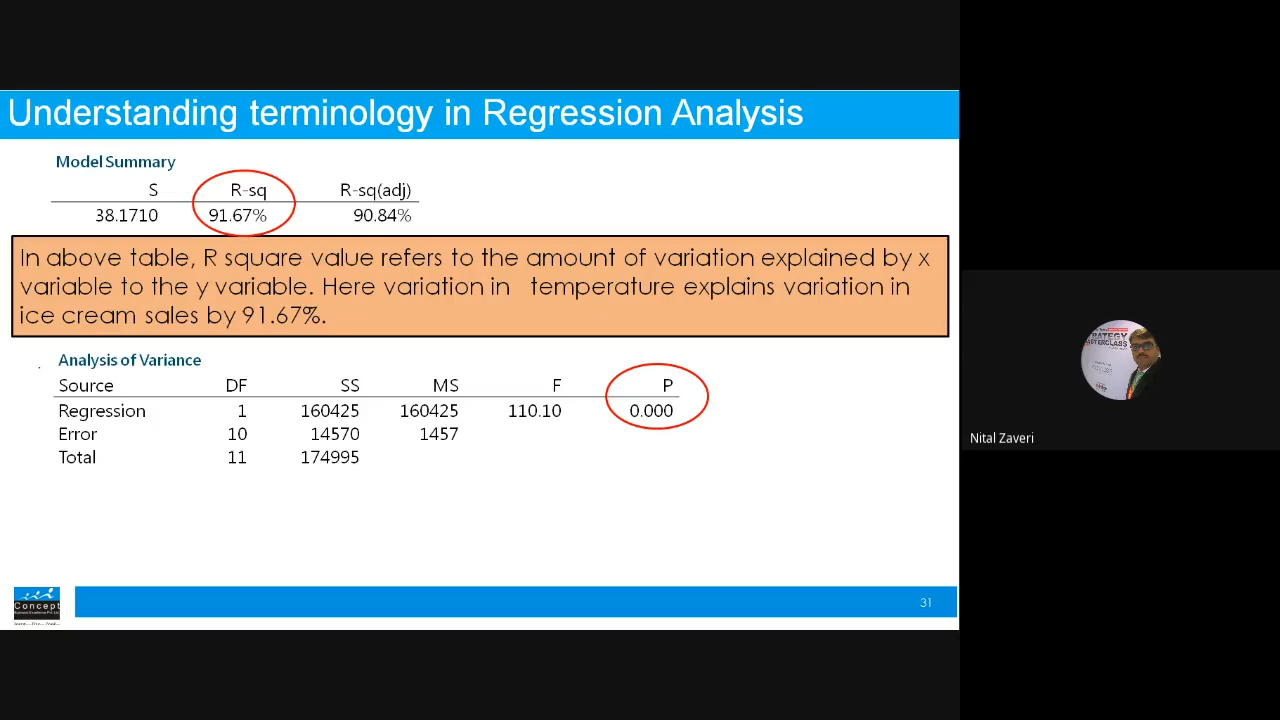 Understanding terminology in Regression Analysis
Model Summary
S R-sq R-sq(adj)
38.1710 91.67% 90.84%
In above table, R square value refers to the amount of variation explained by x
variable to the y variable. Here variation in temperature explains variation in
ice cream sales by 91.67%.
Analysis of Variance
Source DF SS MS F P
Regression 1 160425 160425 110.10 0.000
Error 10 14570 1457
Total 11 174995
Concept
31
STRATEGY
MASTERCLASS
Nital Zaveri